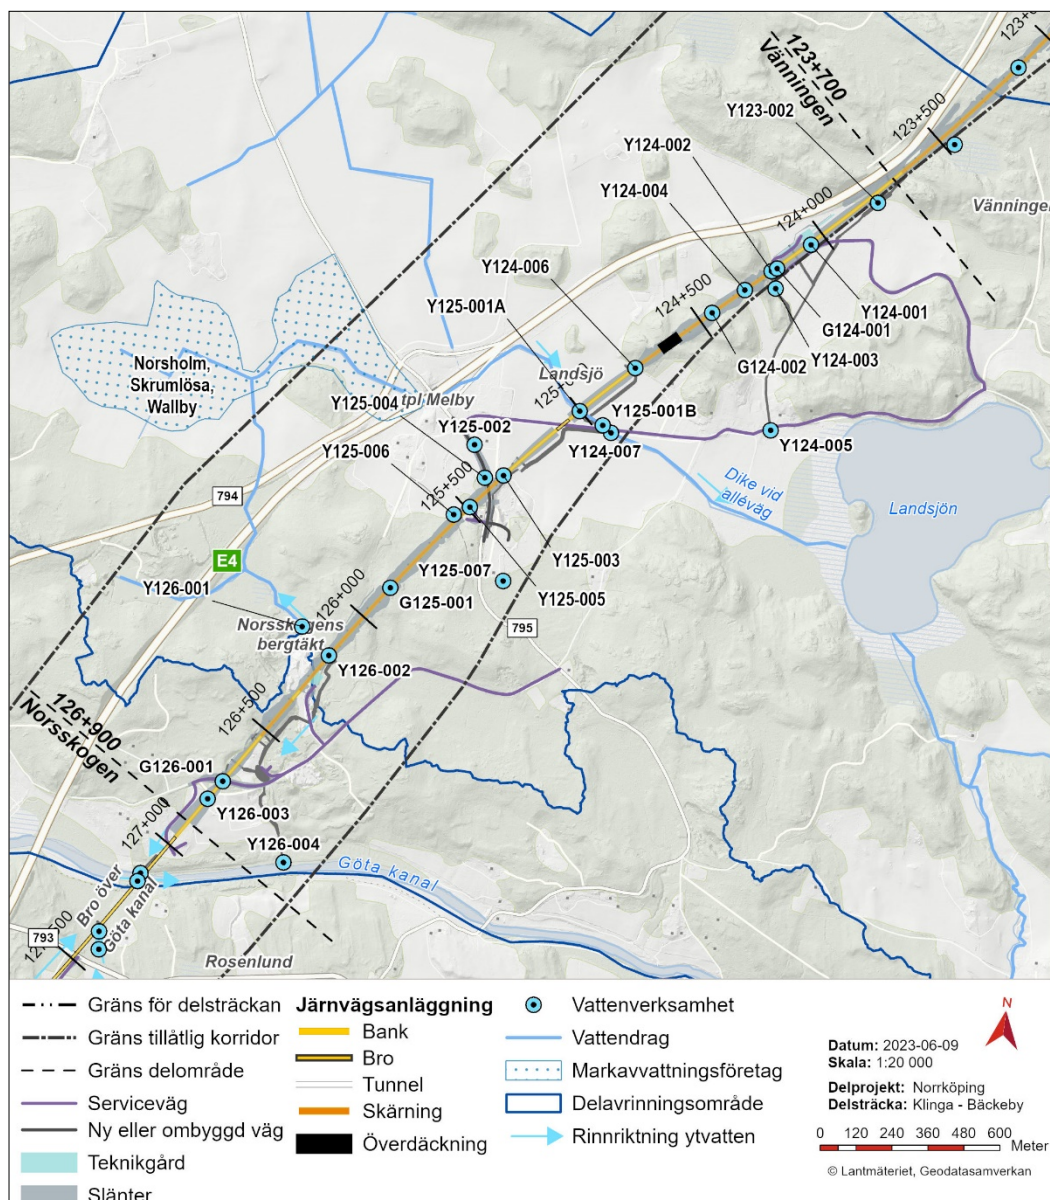 123+0
123+700
Vänningen
123+500
Y123-002
Y124-002
Y124-004
124+000
Vänningen
Y124-006
Y125-001A
124+500
Y124-001
G124-001
Y124-003
G124-002
Landsjö
Norsholm,
Skrumlösa,
Wallby
Y125-004
tpl Melby
Y125-002
Y125-001B
Y124-007
Y124-005
Y125-006
125+500
Dike vid
alléväg
Landsjön
794
E4
Y126-001
Y125-003
Y125-007
Y125-005
G125-001
126+000
Norsskogens
bergtäkt
795
Y126-002
126+500
126+900
Norsskogen
G126-001
Y126-003
127+000
Y126-004
Göta kanal
Bro över
Göta kanal
793
Rosenlund
Gräns för delsträckan
Gräns tillåtlig korridor
Gräns delområde
Serviceväg
Ny eller ombyggd väg
Teknikgård
Slänter
Järnvägsanläggning
Bank
Bro
Tunnel
Skärning
Överdäckning
Vattenverksamhet
Vattendrag
Markavvattningsföretag
Delavrinningsområde
Rinnriktning ytvatten
N
Datum: 2023-06-09
Skala: 1:20 000
Delprojekt: Norrköping
Delsträcka: Klinga - Bäckeby
0 120 240 360 480 600
Meter
© Lantmäteriet, Geodatasamverkan